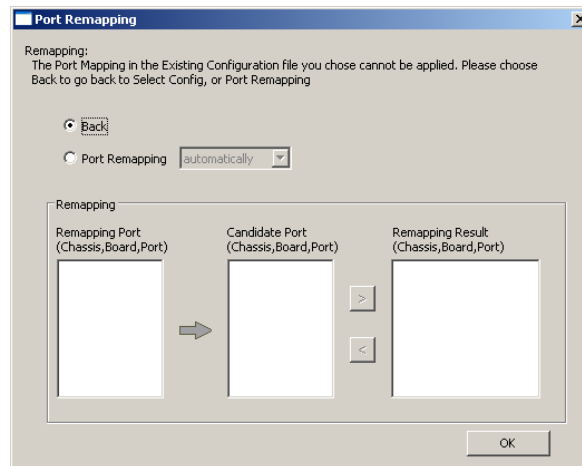 Port Remapping
Remapping:
The Port Mapping in the Existing Configuration file you chose cannot be applied. Please choose
Back to go back to Select Config, or Port Remapping
Back
Port Remapping automatically
Remapping
Remapping Port Candidate Port Remapping Result
(Chassis,Board,Port) (Chassis,Board,Port) (Chassis,Board,Port)
>
<
OK